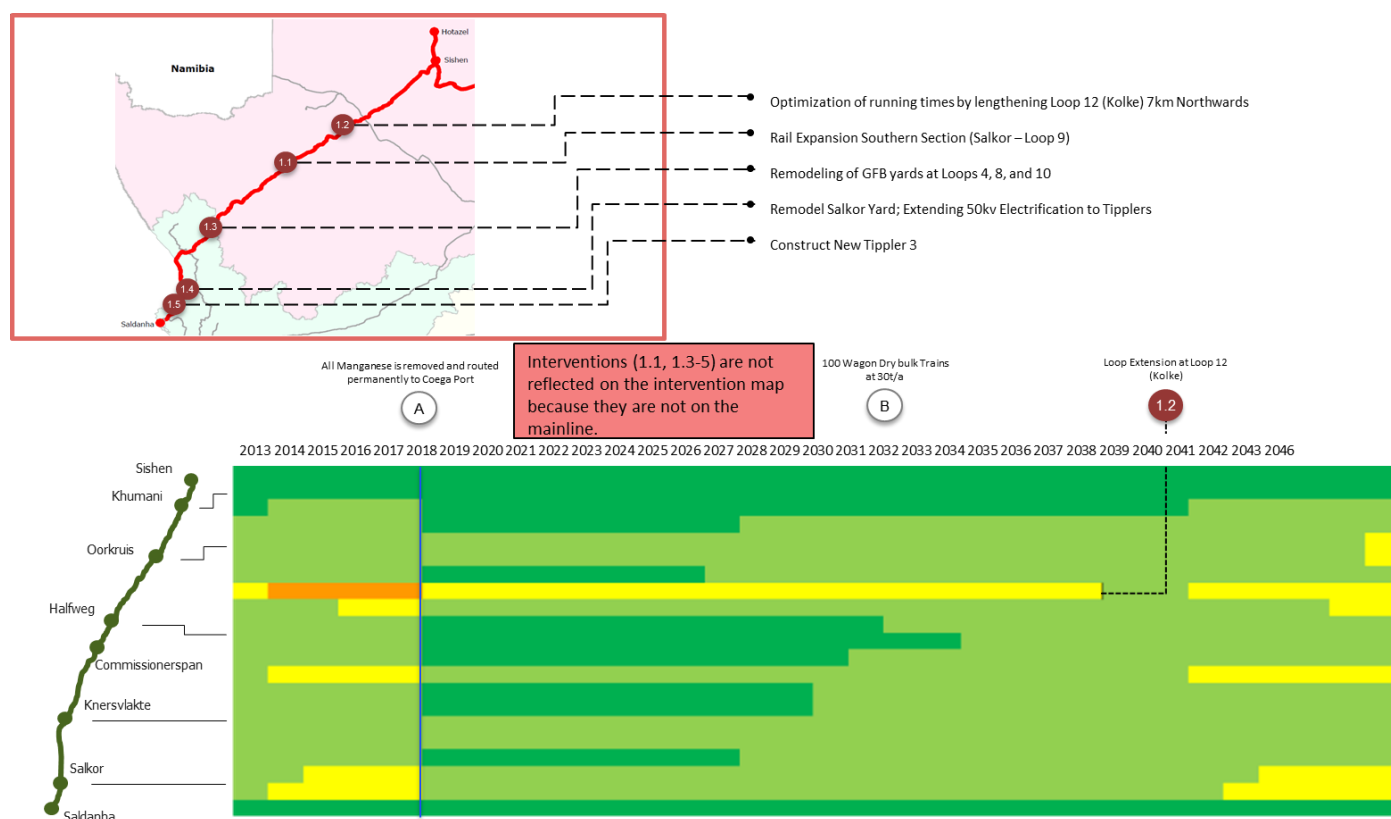 Hotazel
Sishen
Namibia
1.2
1.1
1.3
1.4
1.5
Saldanha
Optimization of running times by lengthening Loop 12 (Kolke) 7km Northwards
Rail Expansion Southern Section (Salkor – Loop 9)
Remodeling of GFB yards at Loops 4, 8, and 10
Remodel Salkor Yard; Extending 50kv Electrification to Tipplers
Construct New Tippler 3
All Manganese is removed and routed
permanently to Coega Port
A
Interventions (1.1, 1.3-5) are not
reflected on the intervention map
because they are not on the
mainline.
100 Wagon Dry bulk Trains
at 30t/a
B
Loop Extension at Loop 12
(Kolke)
1.2
2013 2014 2015 2016 2017 2018 2019 2020 2021 2022 2023 2024 2025 2026 2027 2028 2029 2030 2031 2032 2033 2034 2035 2036 2037 2038 2039 2040 2041 2042 2043 2046
Sishen
Khumani
Oorkruis
Halfweg
Commissionerspan
Knersvlakte
Salkor
Saldanha